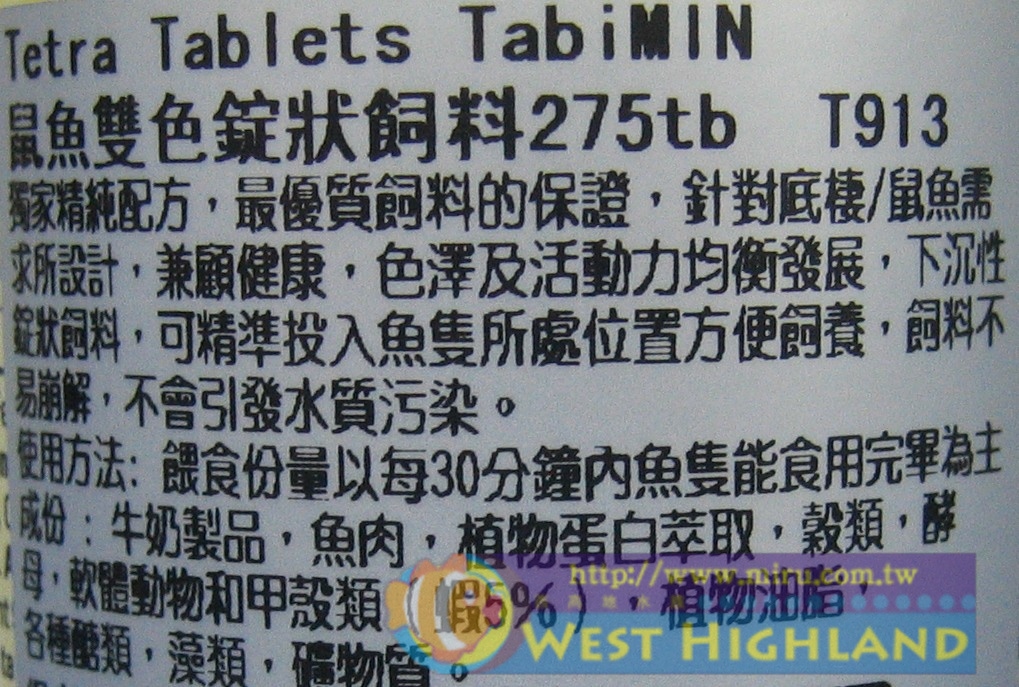 Tetra Tablets TabiMIN
鼠魚雙色錠狀飼料275tb T913
獨家精純配方，最優質飼料的保證，針對底棲/鼠魚需
求所設計，兼顧健康，色澤及活動力均衡發展，下沉性
錠狀飼料，可精準投入魚隻所處位置方便飼養，飼料不
易崩解，不會引發水質污染。
使用方法: 餵食份量以每30分鐘內魚隻能食用完畢為主
成份：牛奶製品，魚肉，植物蛋白萃取，穀類，酵
母，軟體動物和甲殼類（蝦5%），植物油脂，
各種醣類，藻類，礦物質。
http://www.miru.com.tw
WEST HIGHLAND